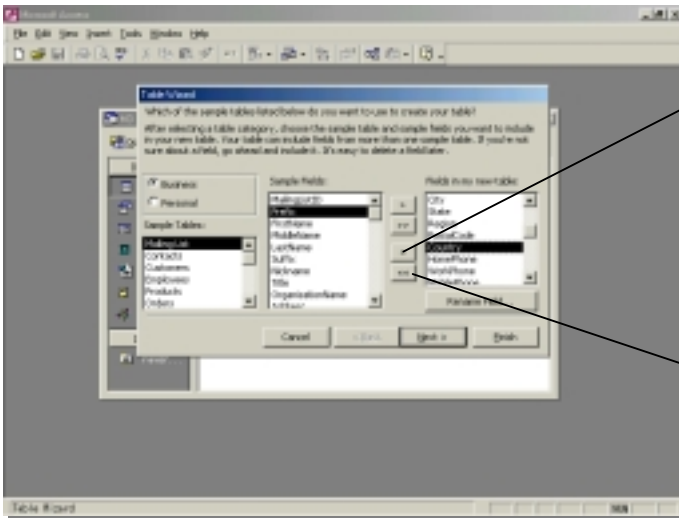 Microsoft Access
File Edit View Insert Tools Window Help
Table Wizard
Which of the sample tables listed below do you want to use to create your table?
After selecting a table category, choose the sample table and sample fields you want to include
in your new table. Your table can include fields from more than one sample table. If you're not
sure about a field, go ahead and include it. It's easy to delete a field later.
Business
Personal
Sample Tables:
Mailing List
Contacts
Customers
Employees
Products
Orders
Sample Fields:
MailingListID
Prefix
FirstName
MiddleName
LastName
Suffix
Nickname
Title
OrganizationName
Address
>
>>
<<
Fields in my new table:
City
State
Region
PostalCode
Country
HomePhone
WorkPhone
Rename Field...
Cancel
< Back
Next >
Finish
Table Wizard
NUM